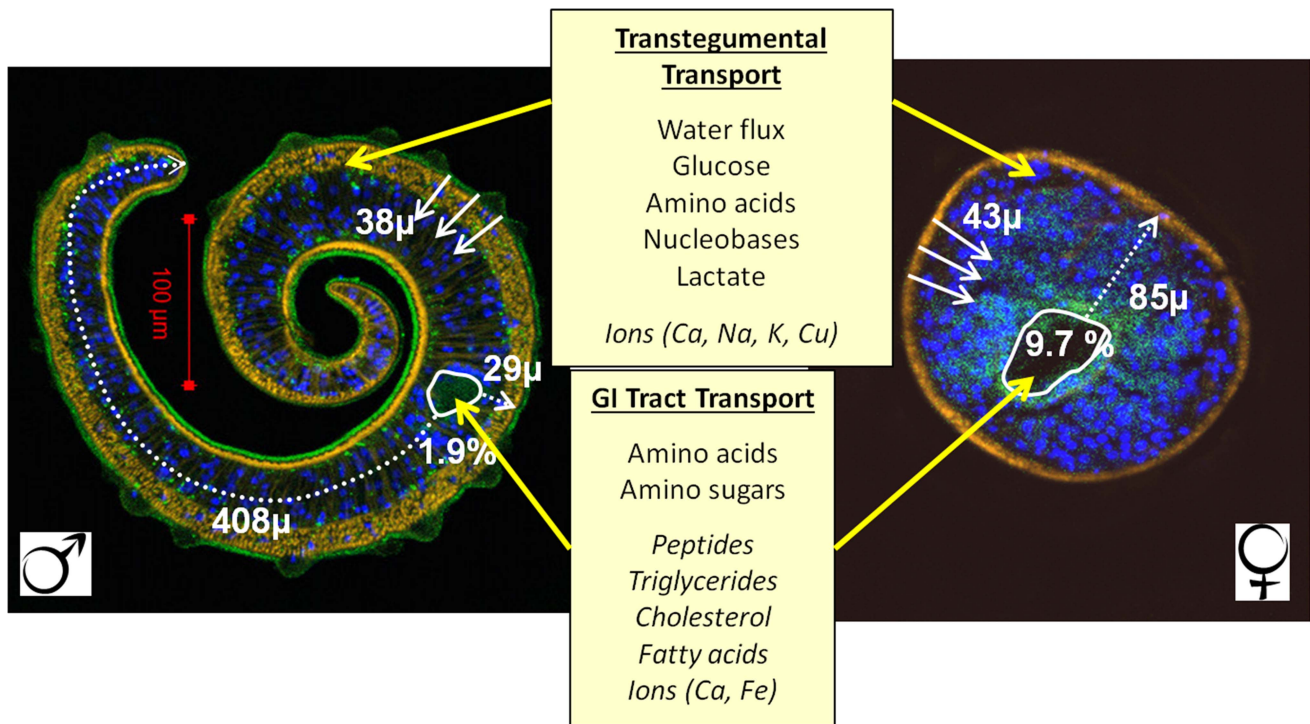 Transtegumental
Transport
Water flux
Glucose
Amino acids
Nucleobases
Lactate
Ions (Ca, Na, K, Cu)
38µ
100 µm
29µ
1.9%
408µ
GI Tract Transport
Amino acids
Amino sugars
Peptides
Triglycerides
Cholesterol
Fatty acids
Ions (Ca, Fe)
43µ
85µ
9.7 %